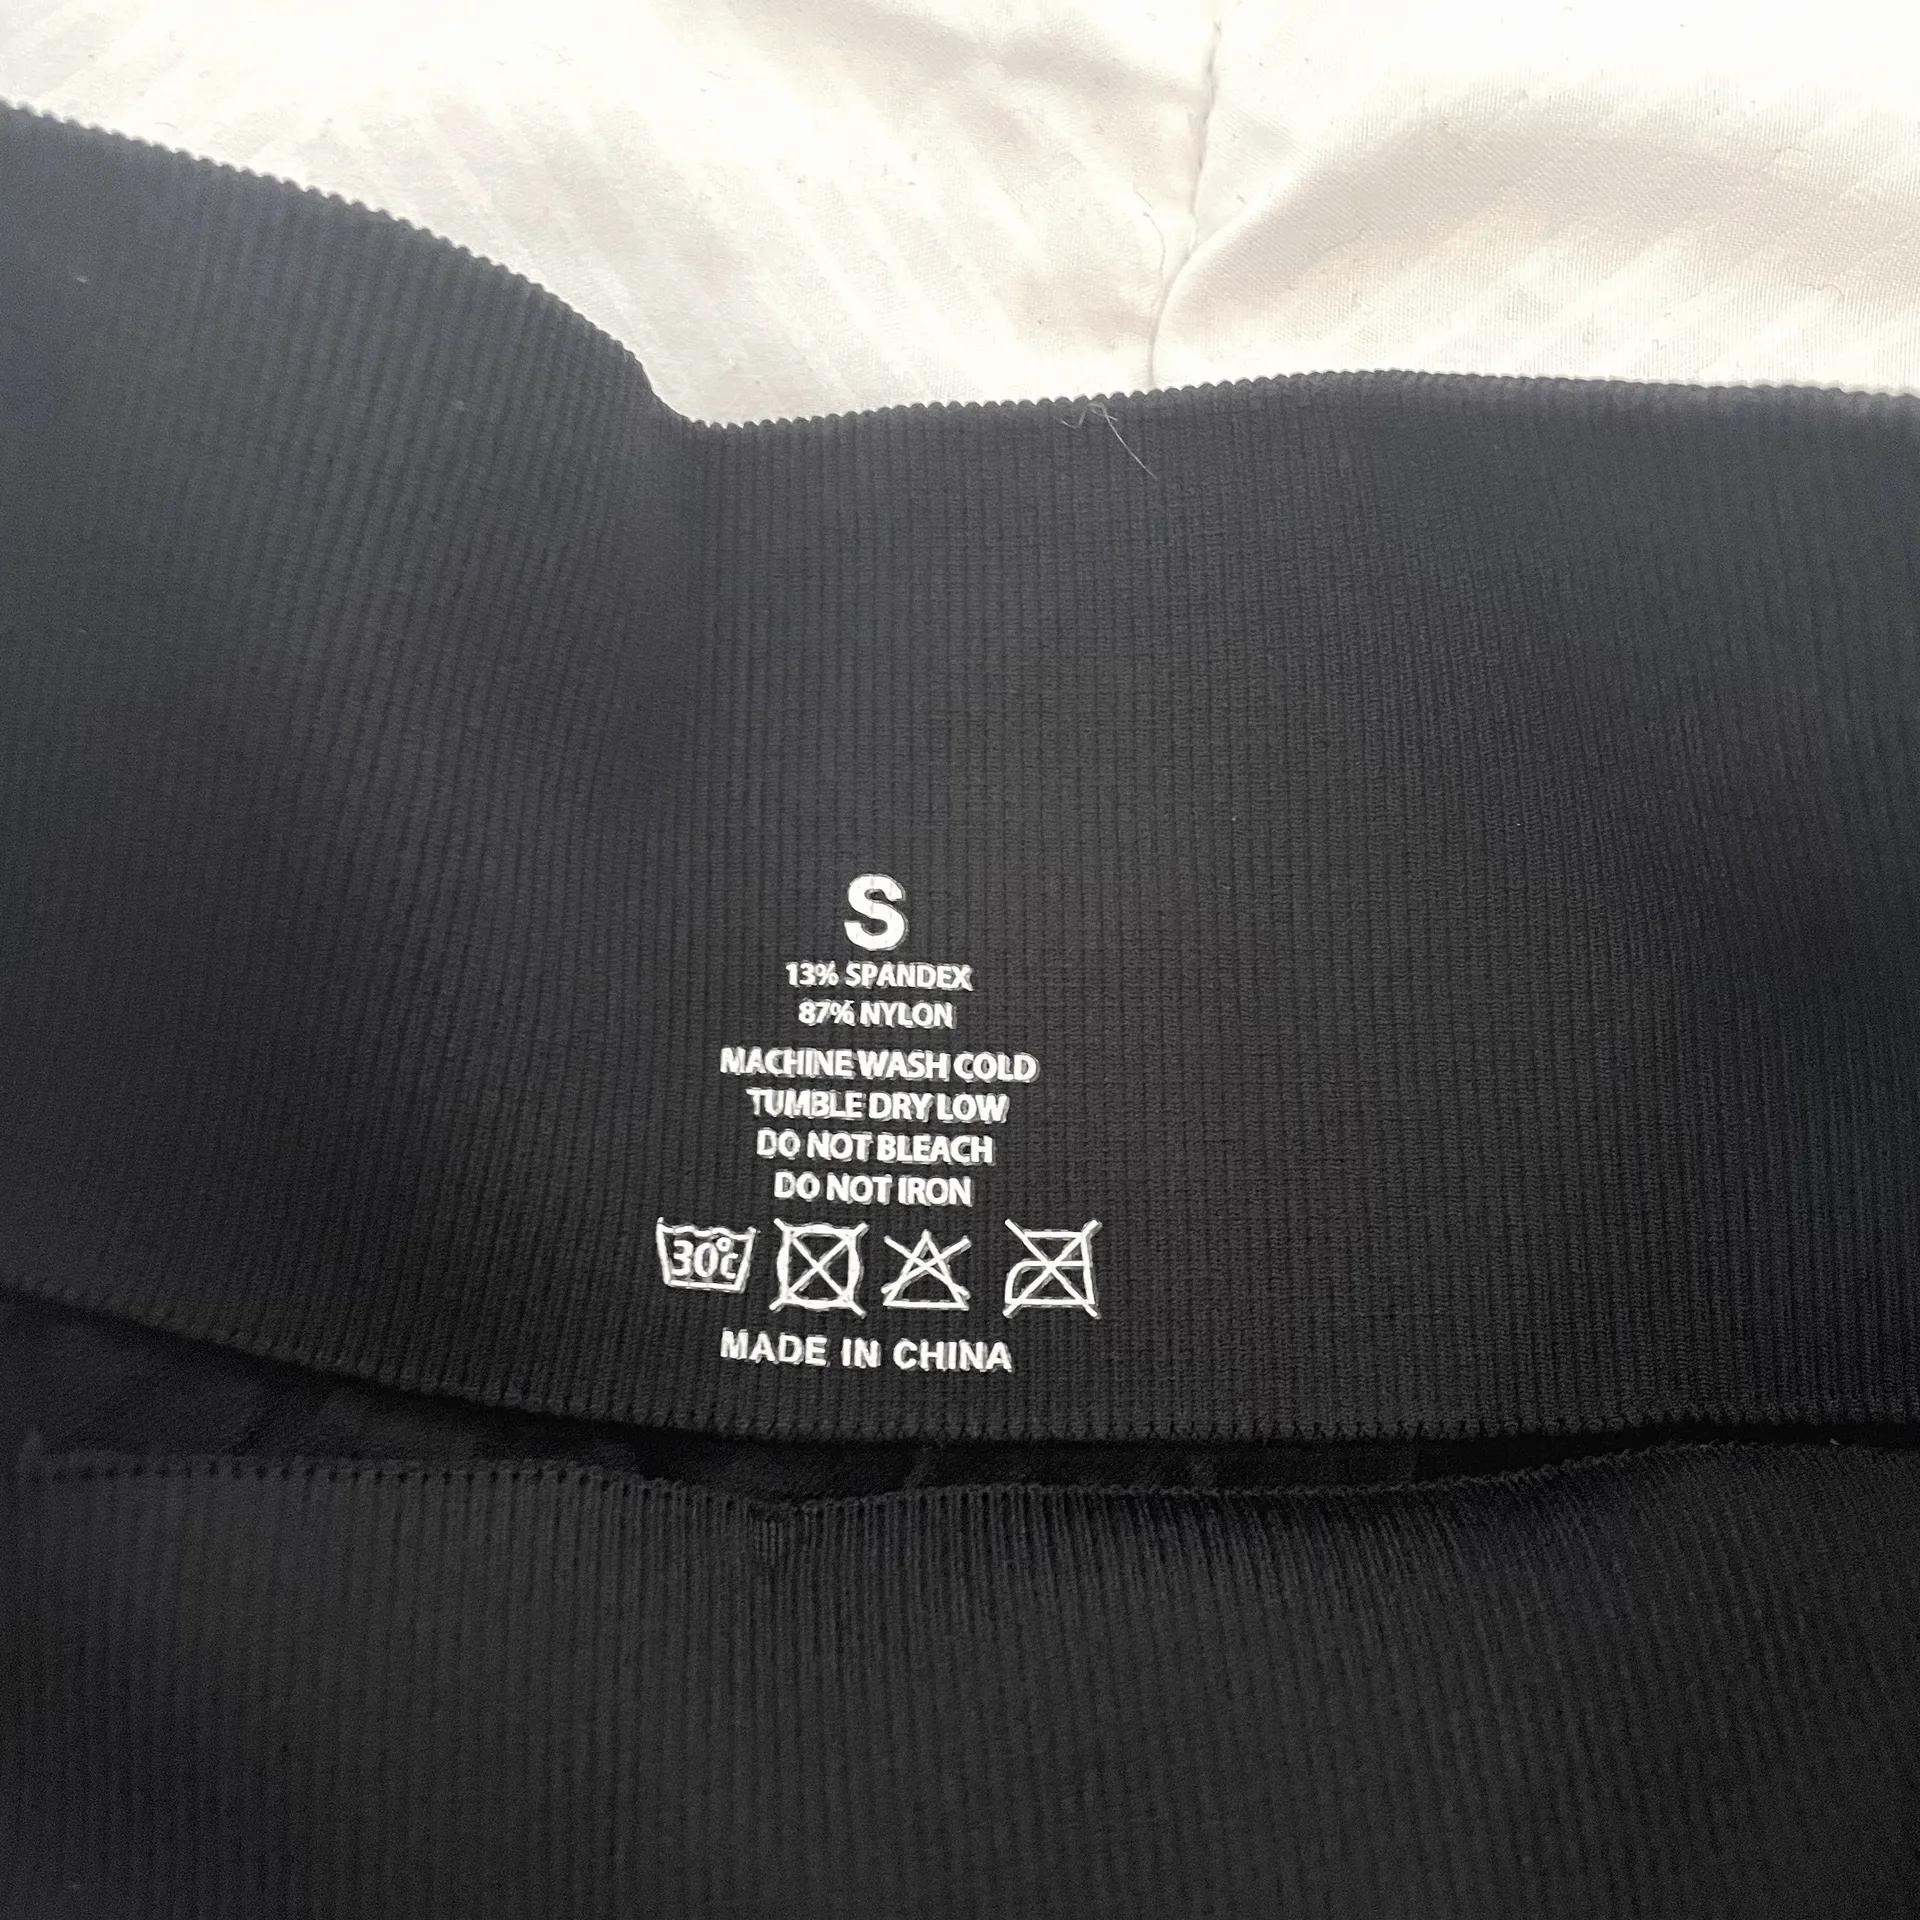 S
13% SPANDEX
87% NYLON
MACHINE WASH COLD
TUMBLE DRY LOW
DO NOT BLEACH
DO NOT IRON
30°c
MADE IN CHINA